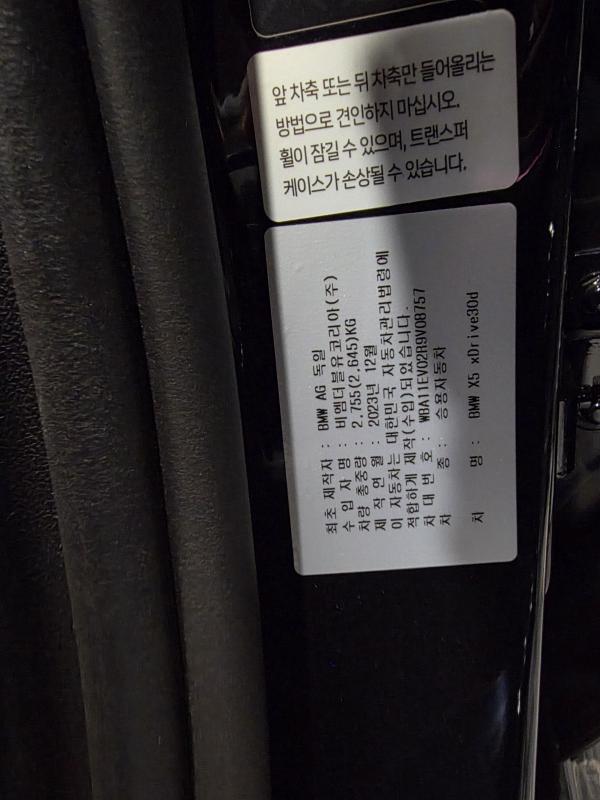 앞 차축 또는 뒤 차축만 들어올리는
방법으로 견인하지 마십시오.
휠이 잠길 수 있으며, 트랜스퍼
케이스가 손상될 수 있습니다.
최초 제작자 : BMW AG 독일
수 입 자 명 : 비엠더블유코리아(주)
차량 총중량 : 2,755(2,645)KG
제 작 연 월 : 2023년 12월
이 자동차는 대한민국 자동차관리법령에
적합하게 제작(수입)되었습니다.
차 대 번 호 : WBA11EV02R9V08757
차 종 : 승용자동차
차 명 : BMW X5 xDrive30d